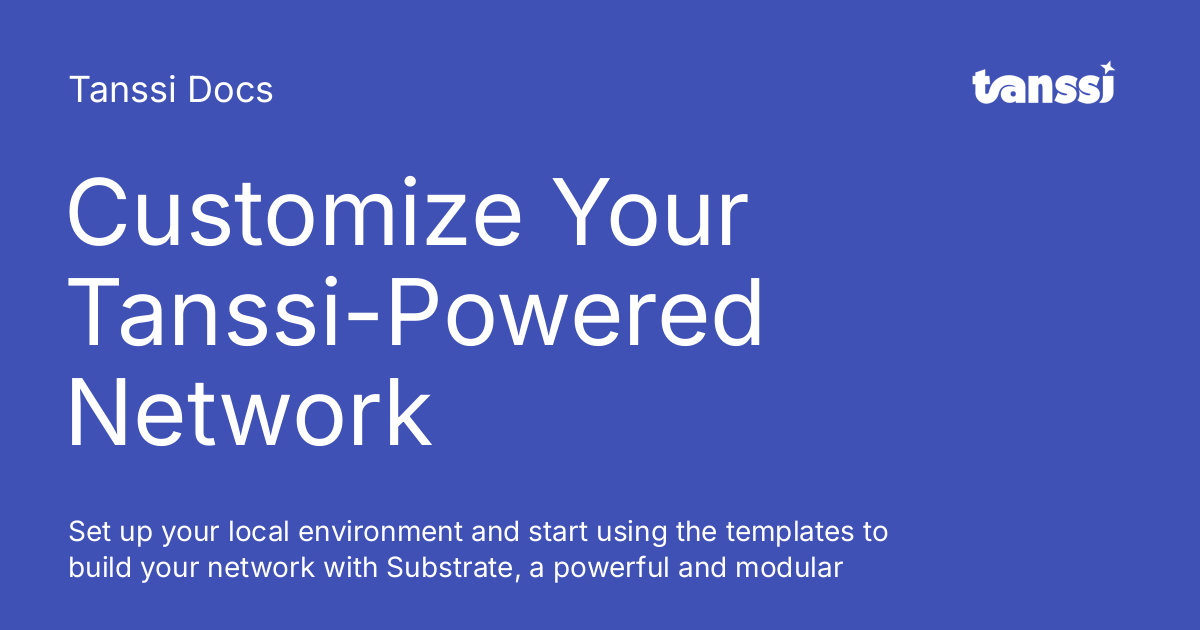 Tanssi Docs
tanssi
Customize Your
Tanssi-Powered
Network
Set up your local environment and start using the templates to
build your network with Substrate, a powerful and modular